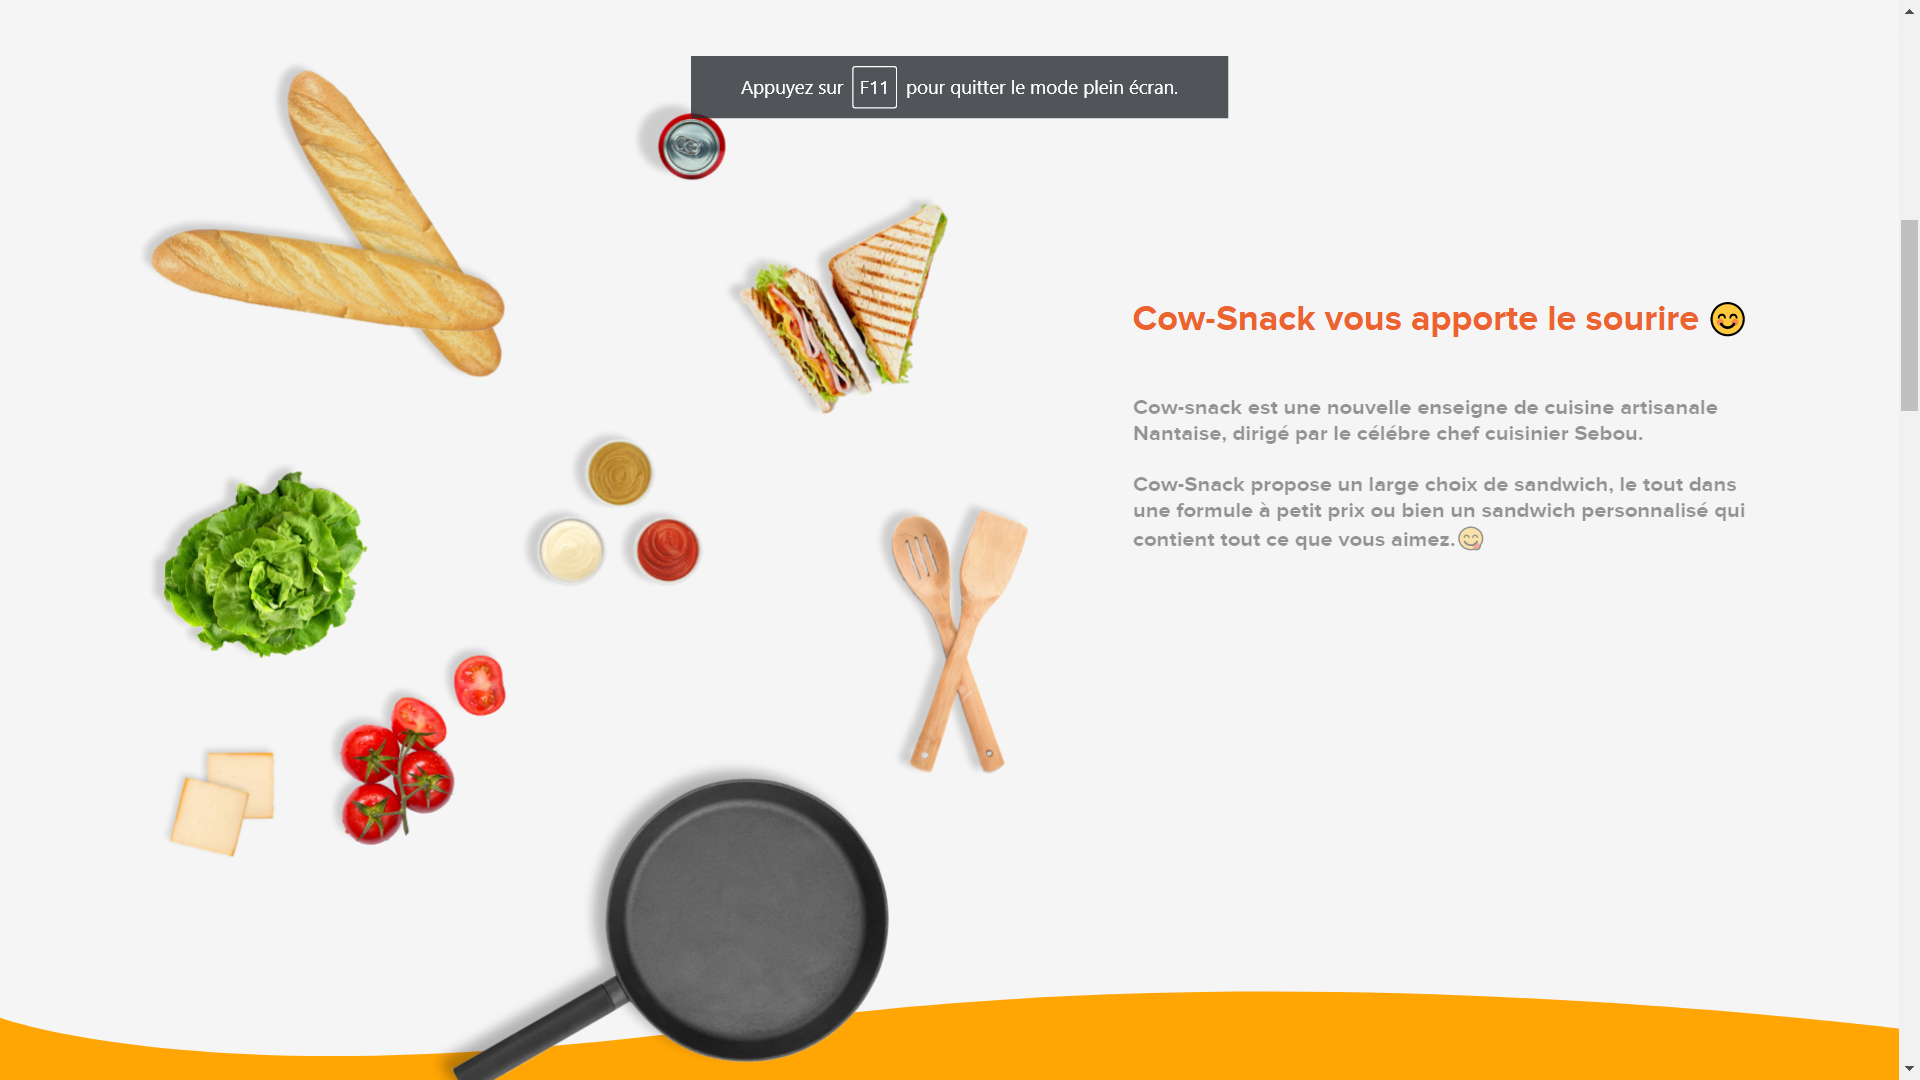 Appuyez sur F11 pour quitter le mode plein écran.
Cow-Snack vous apporte le sourire 😊
Cow-snack est une nouvelle enseigne de cuisine artisanale
Nantaise, dirigé par le célébre chef cuisinier Sebou.
Cow-Snack propose un large choix de sandwich, le tout dans
une formule à petit prix ou bien un sandwich personnalisé qui
contient tout ce que vous aimez.😋